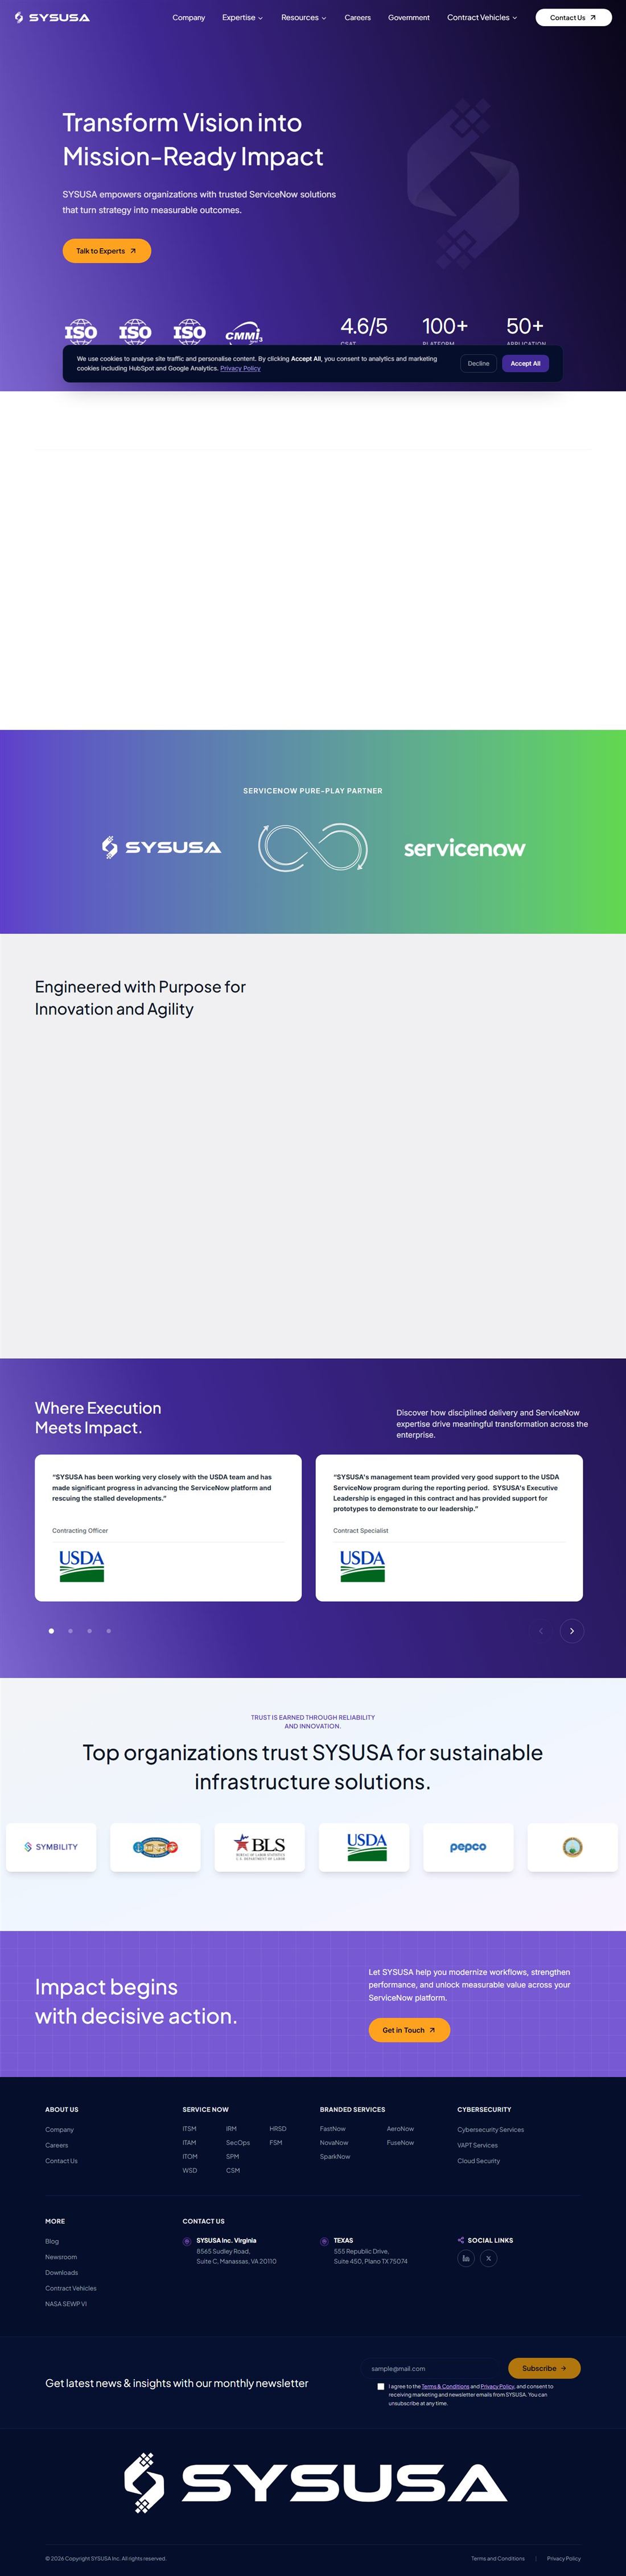 SYSUSA
Company Expertise Resources Careers Government Contract Vehicles Contact Us
Transform Vision into
Mission-Ready Impact
SYSUSA empowers organizations with trusted ServiceNow solutions
that turn strategy into measurable outcomes.
Talk to Experts
ISO ISO ISO CMMI 3
4.6/5 100+ 50+
CSAT PLATFORM APPLICATION
We use cookies to analyse site traffic and personalise content. By clicking Accept All, you consent to analytics and marketing
cookies including HubSpot and Google Analytics. Privacy Policy
Decline Accept All
SERVICENOW PURE-PLAY PARTNER
SYSUSA servicenow
Engineered with Purpose for
Innovation and Agility
Where Execution
Meets Impact.
Discover how disciplined delivery and ServiceNow
expertise drive meaningful transformation across the
enterprise.
“SYSUSA has been working very closely with the USDA team and has
made significant progress in advancing the ServiceNow platform and
rescuing the stalled developments.”
Contracting Officer
USDA
“SYSUSA's management team provided very good support to the USDA
ServiceNow program during the reporting period. SYSUSA's Executive
Leadership is engaged in this contract and has provided support for
prototypes to demonstrate to our leadership.”
Contract Specialist
USDA
TRUST IS EARNED THROUGH RELIABILITY
AND INNOVATION.
Top organizations trust SYSUSA for sustainable
infrastructure solutions.
SYMBILITY
BLS
BUREAU OF LABOR STATISTICS
U.S. DEPARTMENT OF LABOR
USDA
pepco
Impact begins
with decisive action.
Let SYSUSA help you modernize workflows, strengthen
performance, and unlock measurable value across your
ServiceNow platform.
Get in Touch
ABOUT US
Company
Careers
Contact Us
SERVICE NOW
ITSM IRM HRSD
ITAM SecOps FSM
ITOM SPM
WSD CSM
BRANDED SERVICES
FastNow AeroNow
NovaNow FuseNow
SparkNow
CYBERSECURITY
Cybersecurity Services
VAPT Services
Cloud Security
MORE
Blog
Newsroom
Downloads
Contract Vehicles
NASA SEWP VI
CONTACT US
SYSUSA Inc. Virginia
8565 Sudley Road,
Suite C, Manassas, VA 20110
TEXAS
555 Republic Drive,
Suite 450, Plano TX 75074
SOCIAL LINKS
Get latest news & insights with our monthly newsletter
sample@mail.com
Subscribe
I agree to the Terms & Conditions and Privacy Policy, and consent to
receiving marketing and newsletter emails from SYSUSA. You can
unsubscribe at any time.
SYSUSA
© 2026 Copyright SYSUSA Inc. All rights reserved.
Terms and Conditions | Privacy Policy